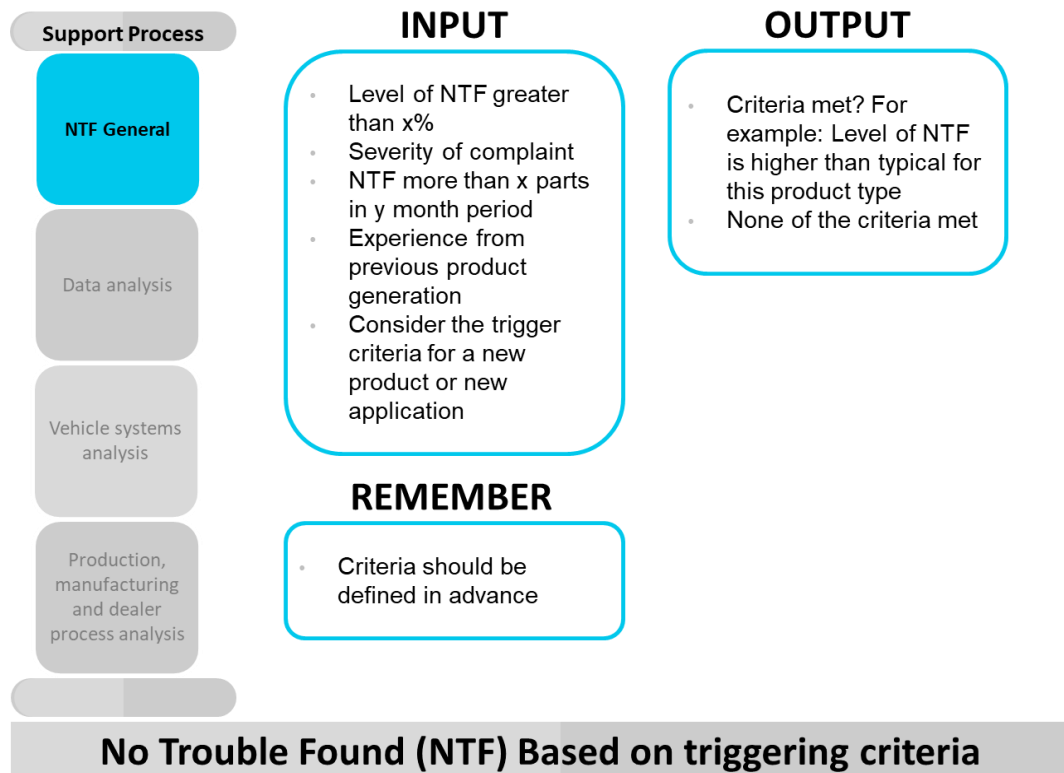 Support Process
NTF General
Data analysis
Vehicle systems
analysis
Production,
manufacturing
and dealer
process analysis
INPUT
• Level of NTF greater
than x%
• Severity of complaint
• NTF more than x parts
in y month period
• Experience from
previous product
generation
• Consider the trigger
criteria for a new
product or new
application
REMEMBER
• Criteria should be
defined in advance
OUTPUT
• Criteria met? For
example: Level of NTF
is higher than typical for
this product type
• None of the criteria met
No Trouble Found (NTF) Based on triggering criteria